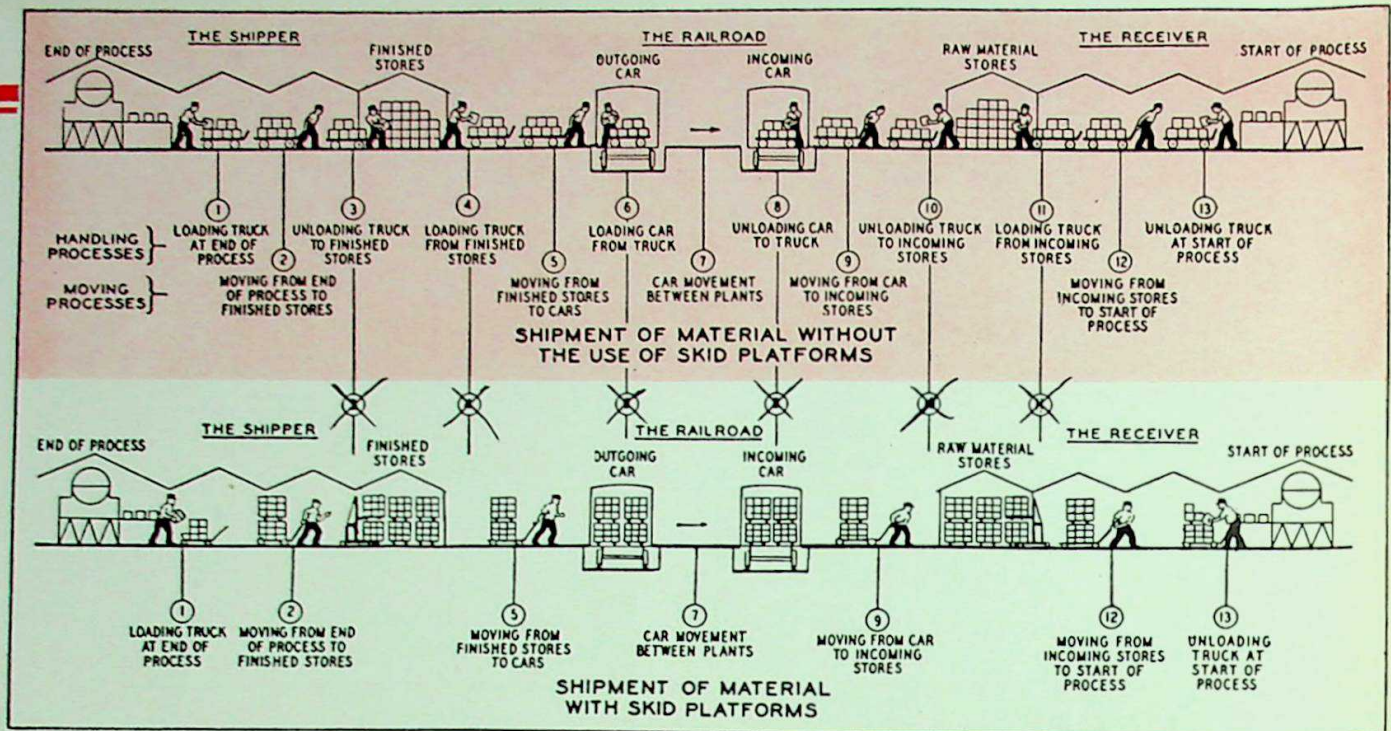 THE SHIPPER
THE RAILROAD
THE RECEIVER
END OF PROCESS
FINISHED
STORES
OUTGOING
CAR
INCOMING
CAR
RAW MATERIAL
STORES
START OF PROCESS
HANDLING
PROCESSES
MOVING
PROCESSES
1
LOADING TRUCK
AT END OF
PROCESS
2
MOVING FROM END
OF PROCESS TO
FINISHED STORES
3
UNLOADING TRUCK
TO FINISHED
STORES
4
LOADING TRUCK
FROM FINISHED
STORES
5
MOVING FROM
FINISHED STORES
TO CARS
6
LOADING CAR
FROM TRUCK
7
CAR MOVEMENT
BETWEEN PLANTS
8
UNLOADING CAR
TO TRUCK
9
MOVING FROM CAR
TO INCOMING
STORES
10
UNLOADING TRUCK
TO INCOMING
STORES
11
LOADING TRUCK
FROM INCOMING
STORES
12
MOVING FROM
INCOMING STORES
TO START OF
PROCESS
13
UNLOADING TRUCK
AT START OF
PROCESS
SHIPMENT OF MATERIAL WITHOUT
THE USE OF SKID PLATFORMS
THE SHIPPER
THE RAILROAD
THE RECEIVER
END OF PROCESS
FINISHED
STORES
OUTGOING
CAR
INCOMING
CAR
RAW MATERIAL
STORES
START OF PROCESS
1
LOADING TRUCK
AT END OF
PROCESS
2
MOVING FROM END
OF PROCESS TO
FINISHED STORES
5
MOVING FROM
FINISHED STORES
TO CARS
7
CAR MOVEMENT
BETWEEN PLANTS
9
MOVING FROM CAR
TO INCOMING
STORES
12
MOVING FROM
INCOMING STORES
TO START OF
PROCESS
13
UNLOADING
TRUCK AT
START OF
PROCESS
SHIPMENT OF MATERIAL
WITH SKID PLATFORMS